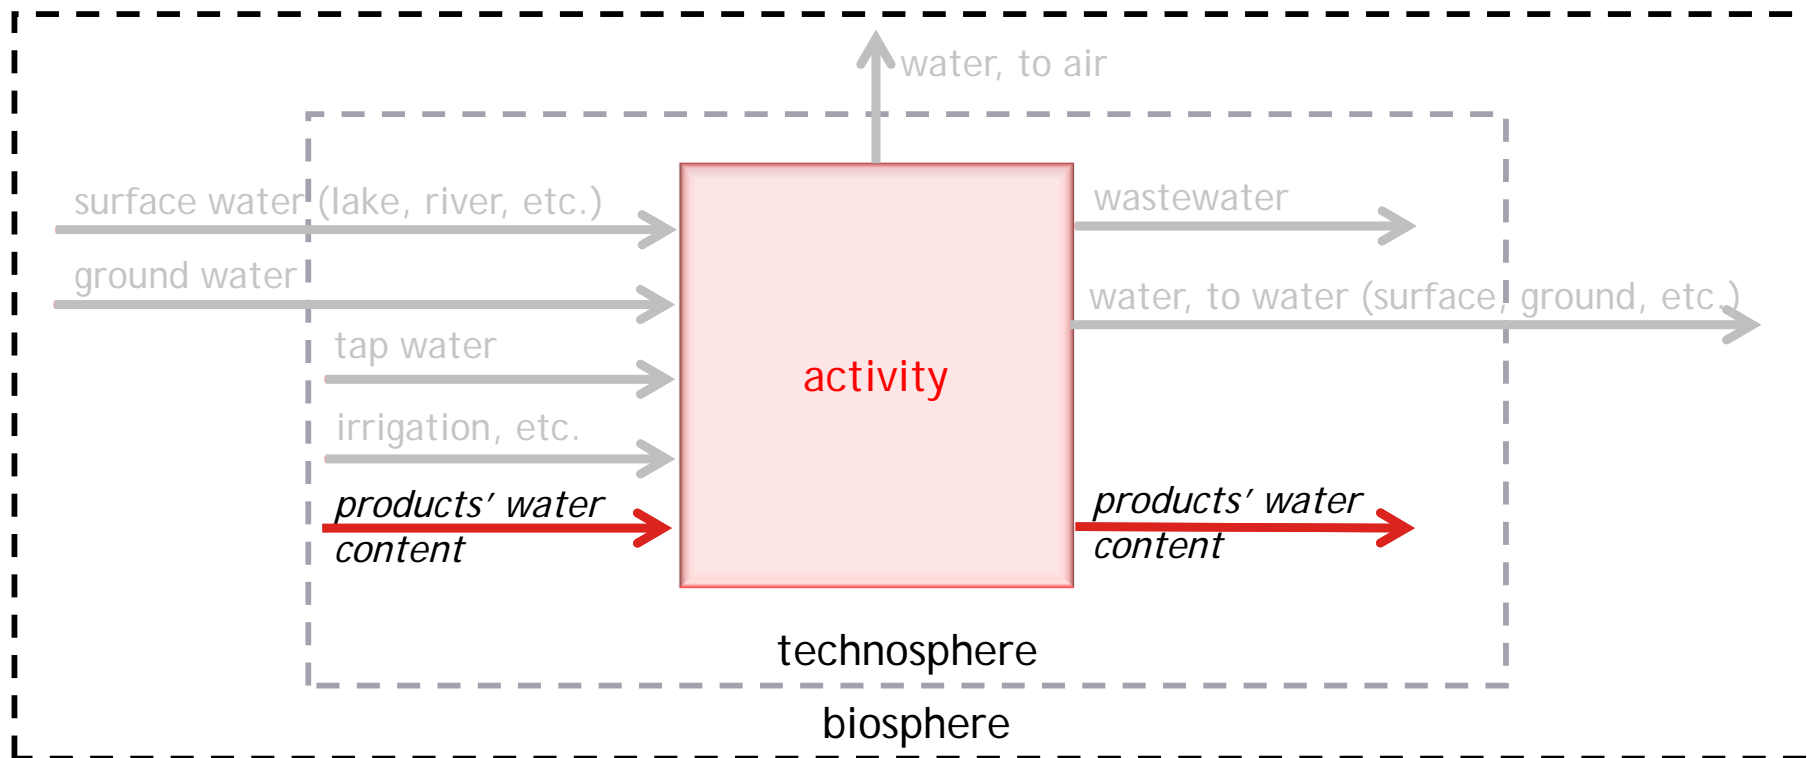 water, to air
surface water (lake, river, etc.)
wastewater
ground water
water, to water (surface, ground, etc.)
tap water
activity
irrigation, etc.
products’ water
content
products’ water
content
technosphere
biosphere